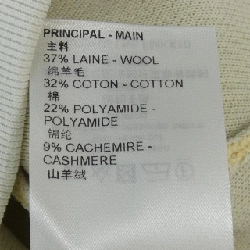 PRINCIPAL - MAIN
主料
37% LAINE - WOOL
绵羊毛
32% COTON - COTTON
棉
22% POLYAMIDE -
POLYAMIDE
锦纶
9% CACHEMIRE -
CASHMERE
山羊绒